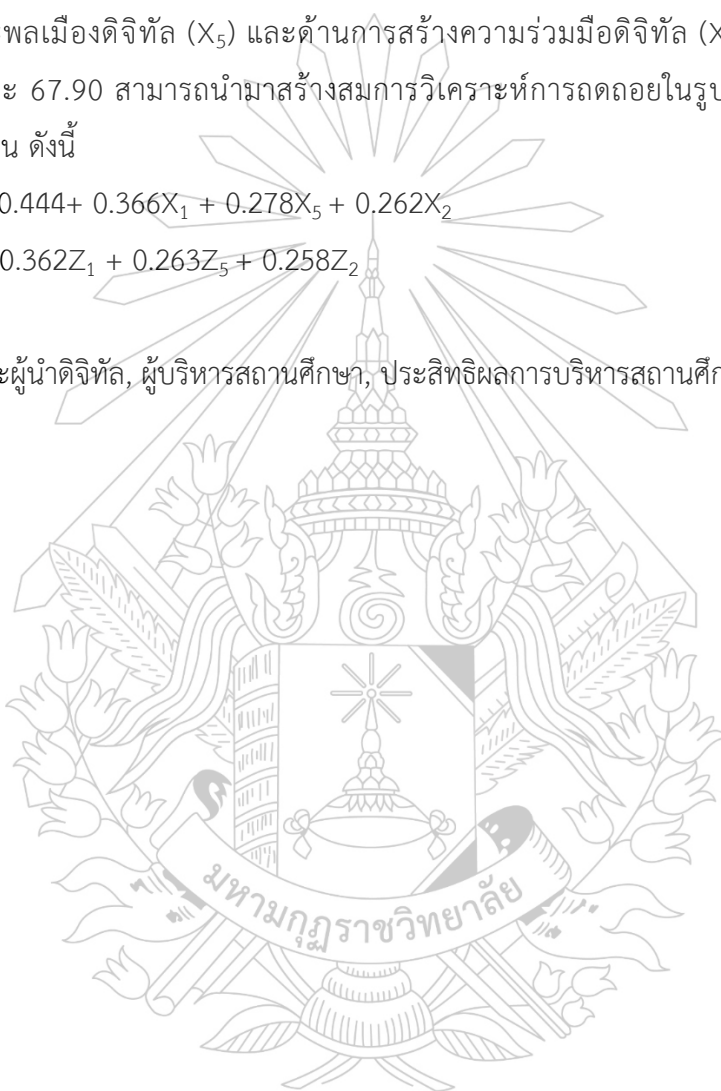 พลเมืองดิจิทัล (X₅) และด้านการสร้างความร่วมมือดิจิทัล (X
67.90 สามารถนำมาสร้างสมการวิเคราะห์การถดถอยในรูป
ดังนี้
0.444+ 0.366X₁ + 0.278X₅ + 0.262X₂
0.362Z₁ + 0.263Z₅ + 0.258Z₂
ผู้นำดิจิทัล, ผู้บริหารสถานศึกษา, ประสิทธิผลการบริหารสถานศึก
มหามกุฏราชวิทยาลัย